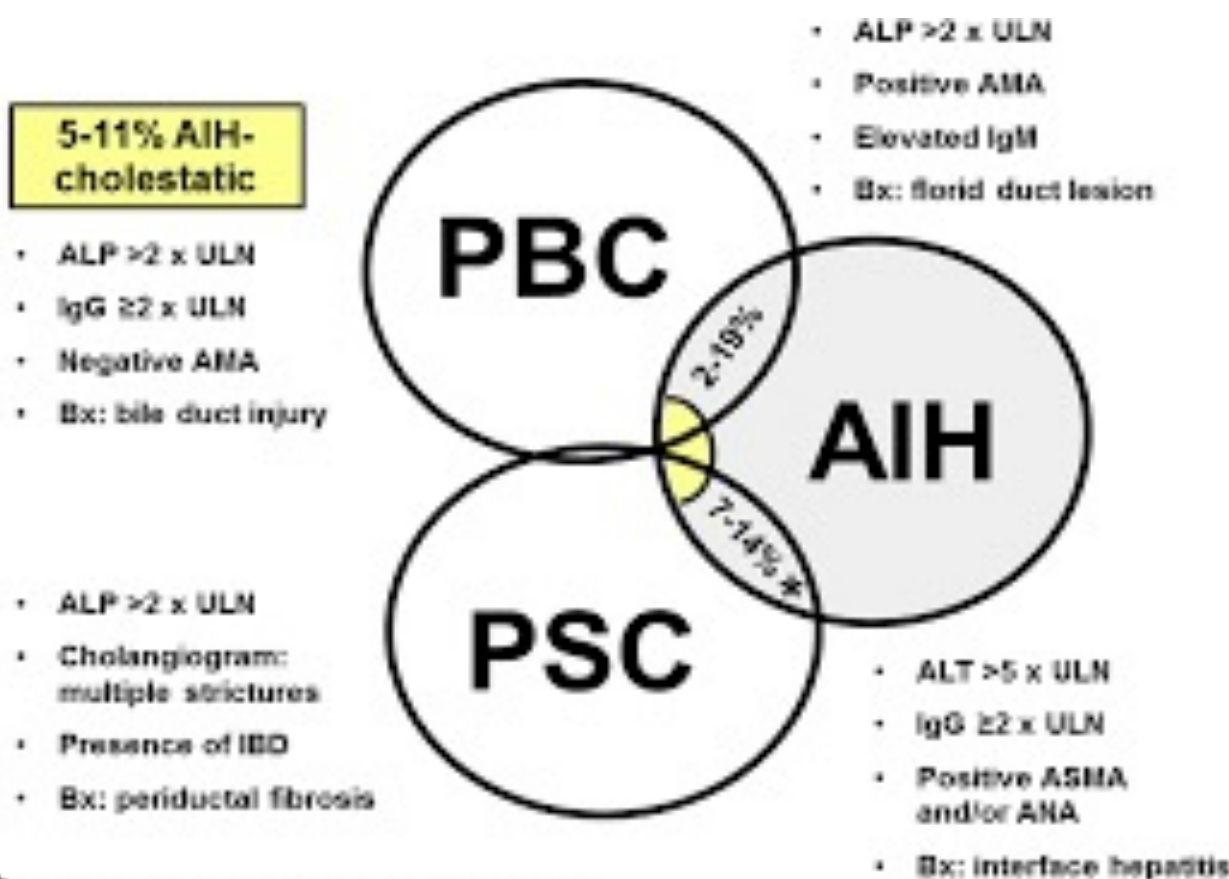 • ALP >2 x ULN
• Positive AMA
• Elevated IgM
• Bx: florid duct lesion
5-11% AIH-
cholestatic
• ALP >2 x ULN
• IgG ≥2 x ULN
• Negative AMA
• Bx: bile duct injury
PBC
2-19%
AIH
7-14% *
PSC
• ALP >2 x ULN
• Cholangiogram:
multiple strictures
• Presence of IBD
• Bx: periductal fibrosis
• ALT >5 x ULN
• IgG ≥2 x ULN
• Positive ASMA
and/or ANA
• Bx: interface hepatitis